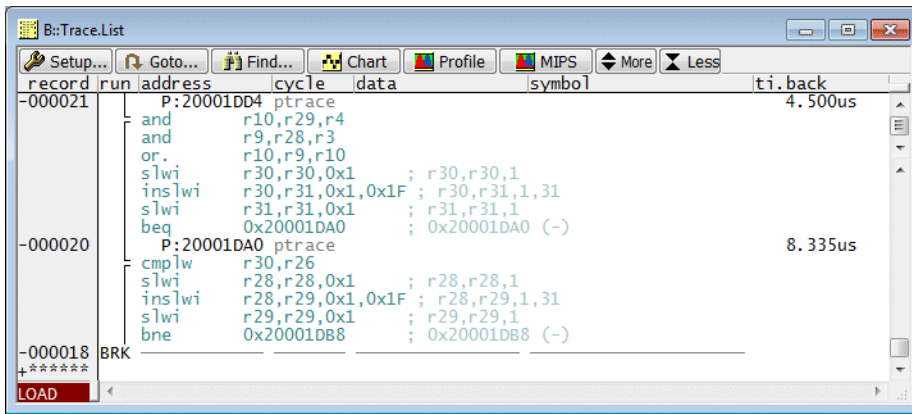 B::Trace.List
Setup... Goto... Find... Chart Profile MIPS More Less
record run address cycle data symbol ti.back
-000021 P:20001DD4 ptrace 4.500us
and r10,r29,r4
and r9,r28,r3
or. r10,r9,r10
slwi r30,r30,0x1 ; r30,r30,1
inslwi r30,r31,0x1,0x1F ; r30,r31,1,31
slwi r31,r31,0x1 ; r31,r31,1
beq 0x20001DA0 ; 0x20001DA0 (-)
-000020 P:20001DA0 ptrace 8.335us
cmplw r30,r26
slwi r28,r28,0x1 ; r28,r28,1
inslwi r28,r29,0x1,0x1F ; r28,r29,1,31
slwi r29,r29,0x1 ; r29,r29,1
bne 0x20001DB8 ; 0x20001DB8 (-)
-000018 BRK
+******
LOAD